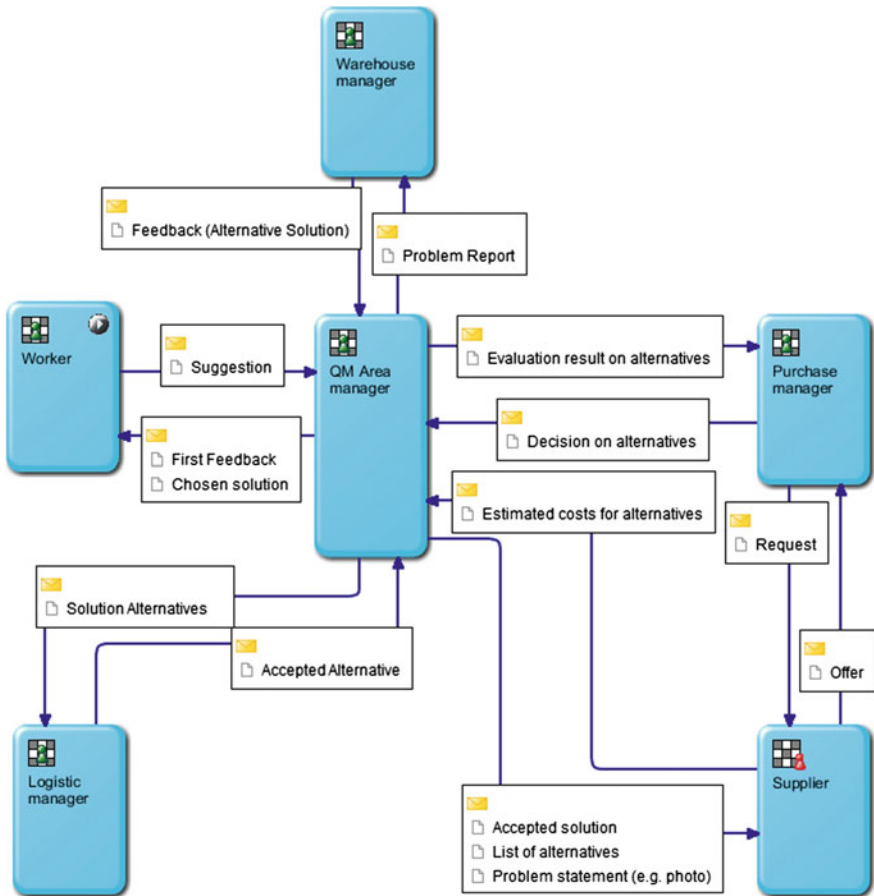 Warehouse
manager
Feedback (Alternative Solution)
Problem Report
Worker
Suggestion
QM Area
manager
Evaluation result on alternatives
Purchase
manager
Decision on alternatives
First Feedback
Chosen solution
Estimated costs for alternatives
Request
Solution Alternatives
Accepted Alternative
Offer
Logistic
manager
Supplier
Accepted solution
List of alternatives
Problem statement (e.g. photo)